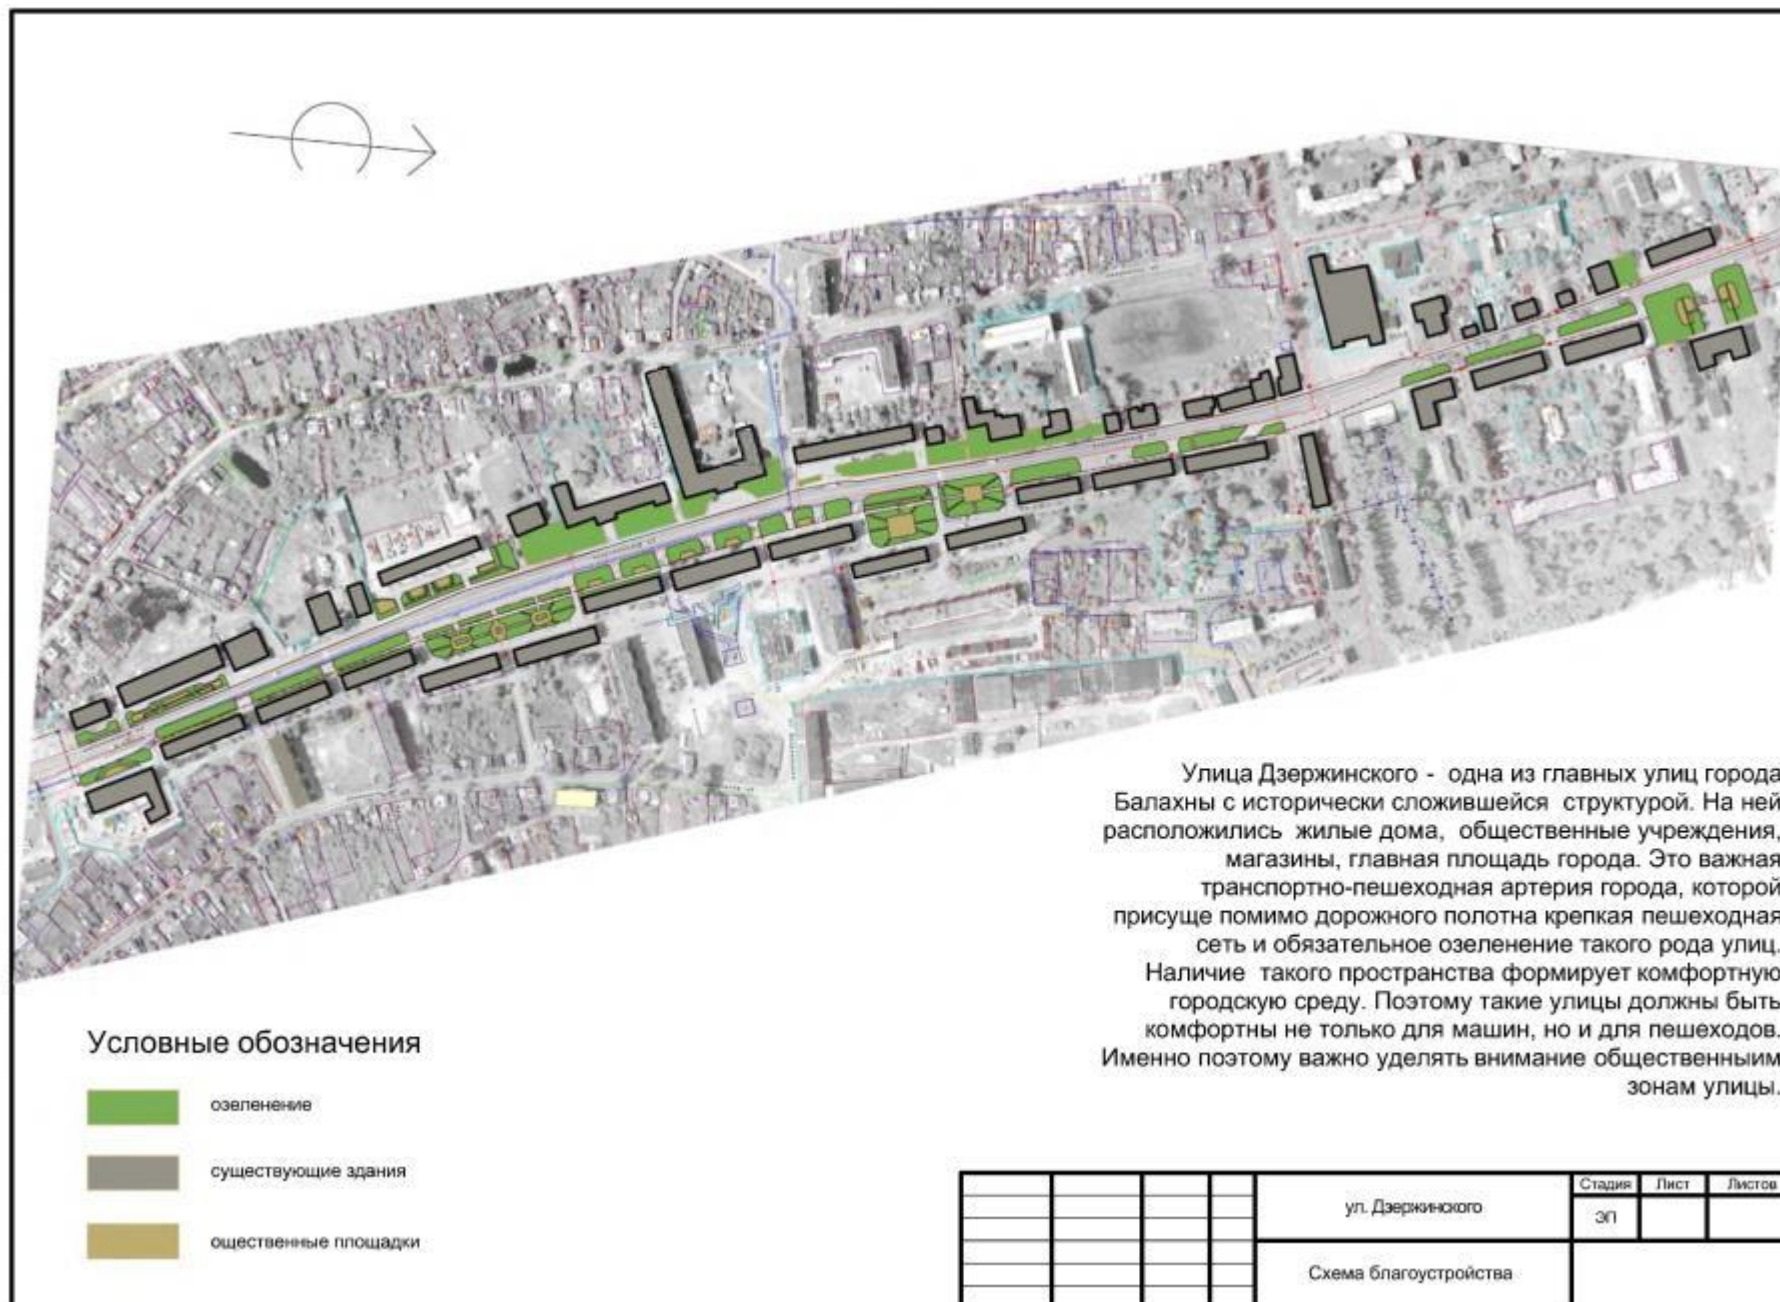 Улица Дзержинского - одна из главных улиц города
Балахны с исторически сложившейся структурой. На ней
расположились жилые дома, общественные учреждения,
магазины, главная площадь города. Это важная
транспортно-пешеходная артерия города, которой
присуще помимо дорожного полотна крепкая пешеходная
сеть и обязательное озеленение такого рода улиц.
Наличие такого пространства формирует комфортную
городскую среду. Поэтому такие улицы должны быть
комфортны не только для машин, но и для пешеходов.
Именно поэтому важно уделять внимание общественныим
зонам улицы.
Условные обозначения
озеленение
существующие здания
ощественные площадки
ул. Дзержинского
Стадия Лист Листов
ЭП
Схема благоустройства